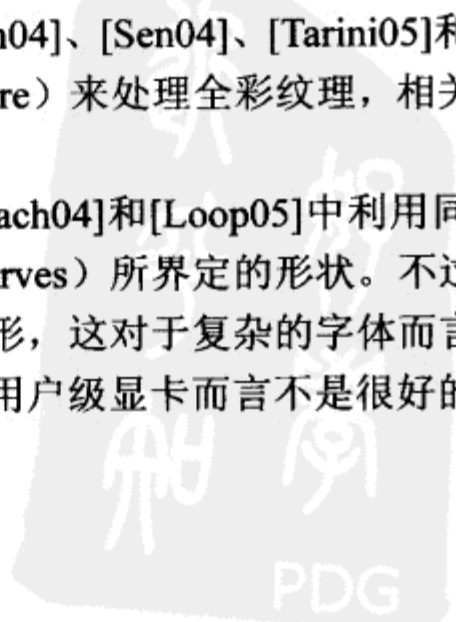 04]、[Sen04]、[Tarini05]和
re）来处理全彩纹理，相关
ach04]和[Loop05]中利用同
rves）所界定的形状。不过
形，这对于复杂的字体而言
用户级显卡而言不是很好的
PDG